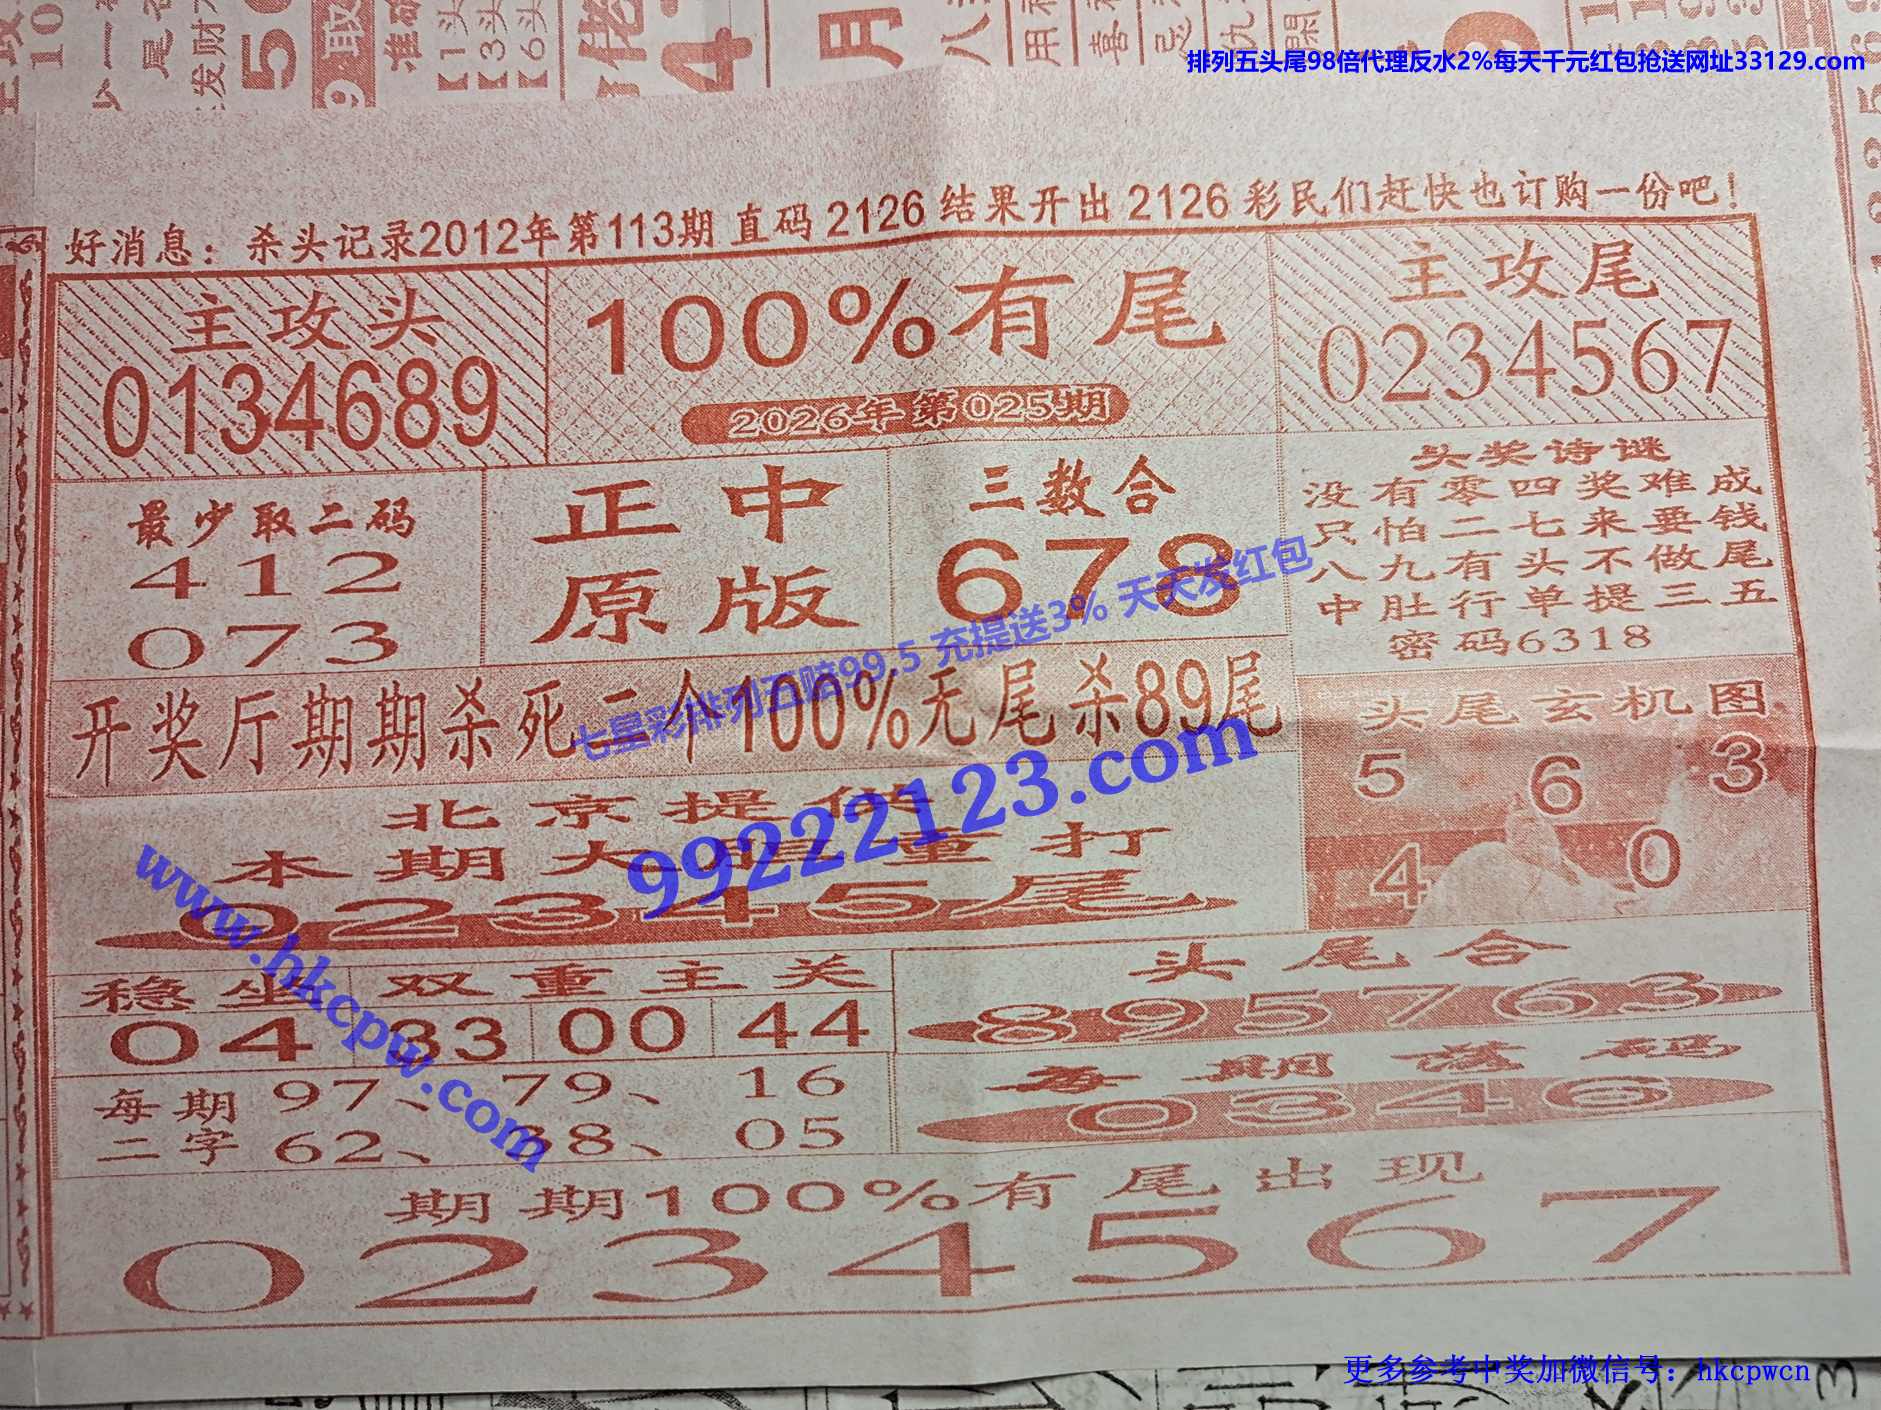 排列五头尾98倍代理反水2%每天千元红包抢送网址33129.com
好消息：杀头记录2012年第113期 直码 2126 结果开出 2126 彩民们赶快也订购一份吧！
主攻头
0134689
100%有尾
2026年第025期
主攻尾
0234567
最少取二码
412
073
正中
原版
三数合
678
头奖诗谜
没有零四奖难成
只怕二七来要钱
八九有头不做尾
中肚行单提三五
密码6318
七星彩排列五赔99.5 充提送3% 天天发红包
开奖厅期期杀死二个100%无尾杀89尾
头尾玄机图
5 6 3
4 0
99222123.com
北京提供
本期大胆重打
02345尾
www.hkcpw.com
稳坐
04
双重主关
33 00 44
头尾合
895763
每期
二字
97、79、16
62、38、05
每期落码
0346
期期100%有尾出现
0234567
更多参考中奖加微信号：hkcpwcn